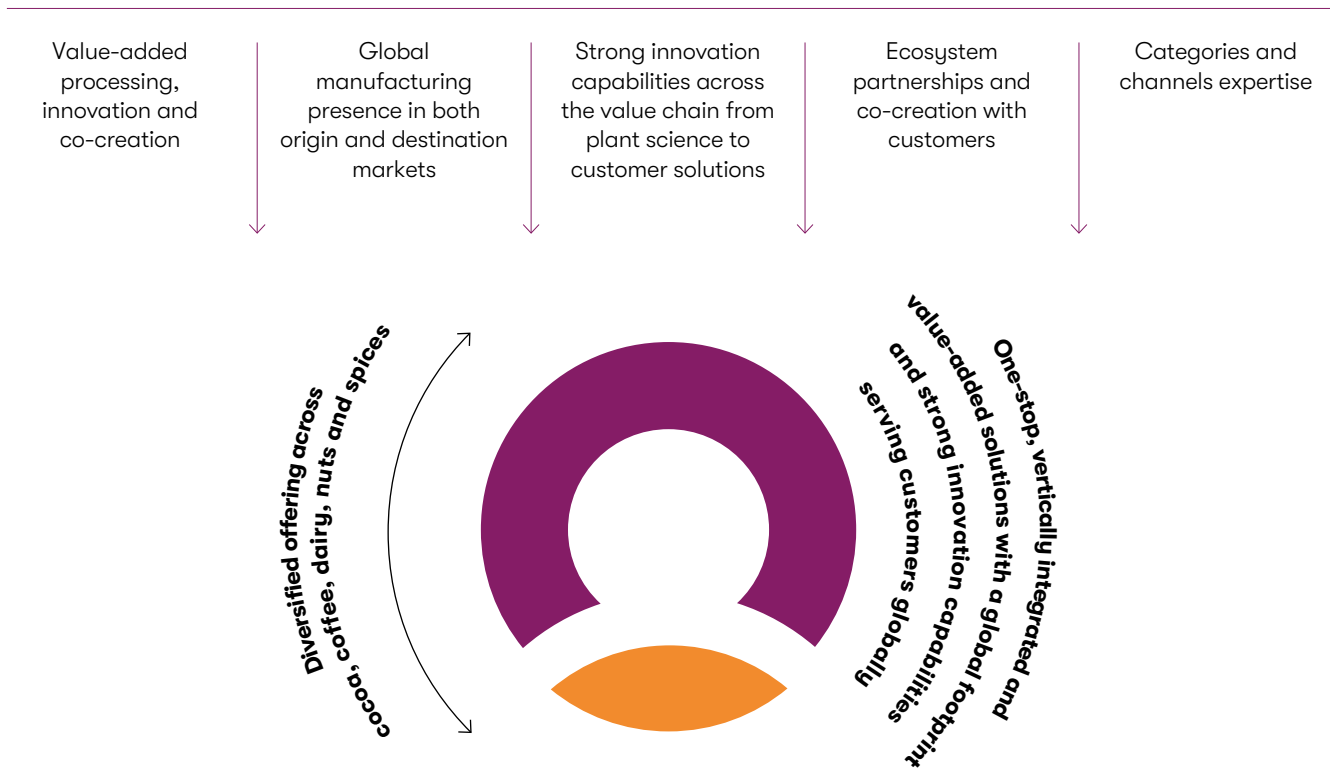 Value-added
processing,
innovation and
co-creation
Global
manufacturing
presence in both
origin and destination
markets
Strong innovation
capabilities across
the value chain from
plant science to
customer solutions
Ecosystem
partnerships and
co-creation with
customers
Categories and
channels expertise
Diversified offering across
cocoa, coffee, dairy, nuts and spices
One-stop, vertically integrated and
value-added solutions with a global footprint
and strong innovation capabilities
serving customers globally